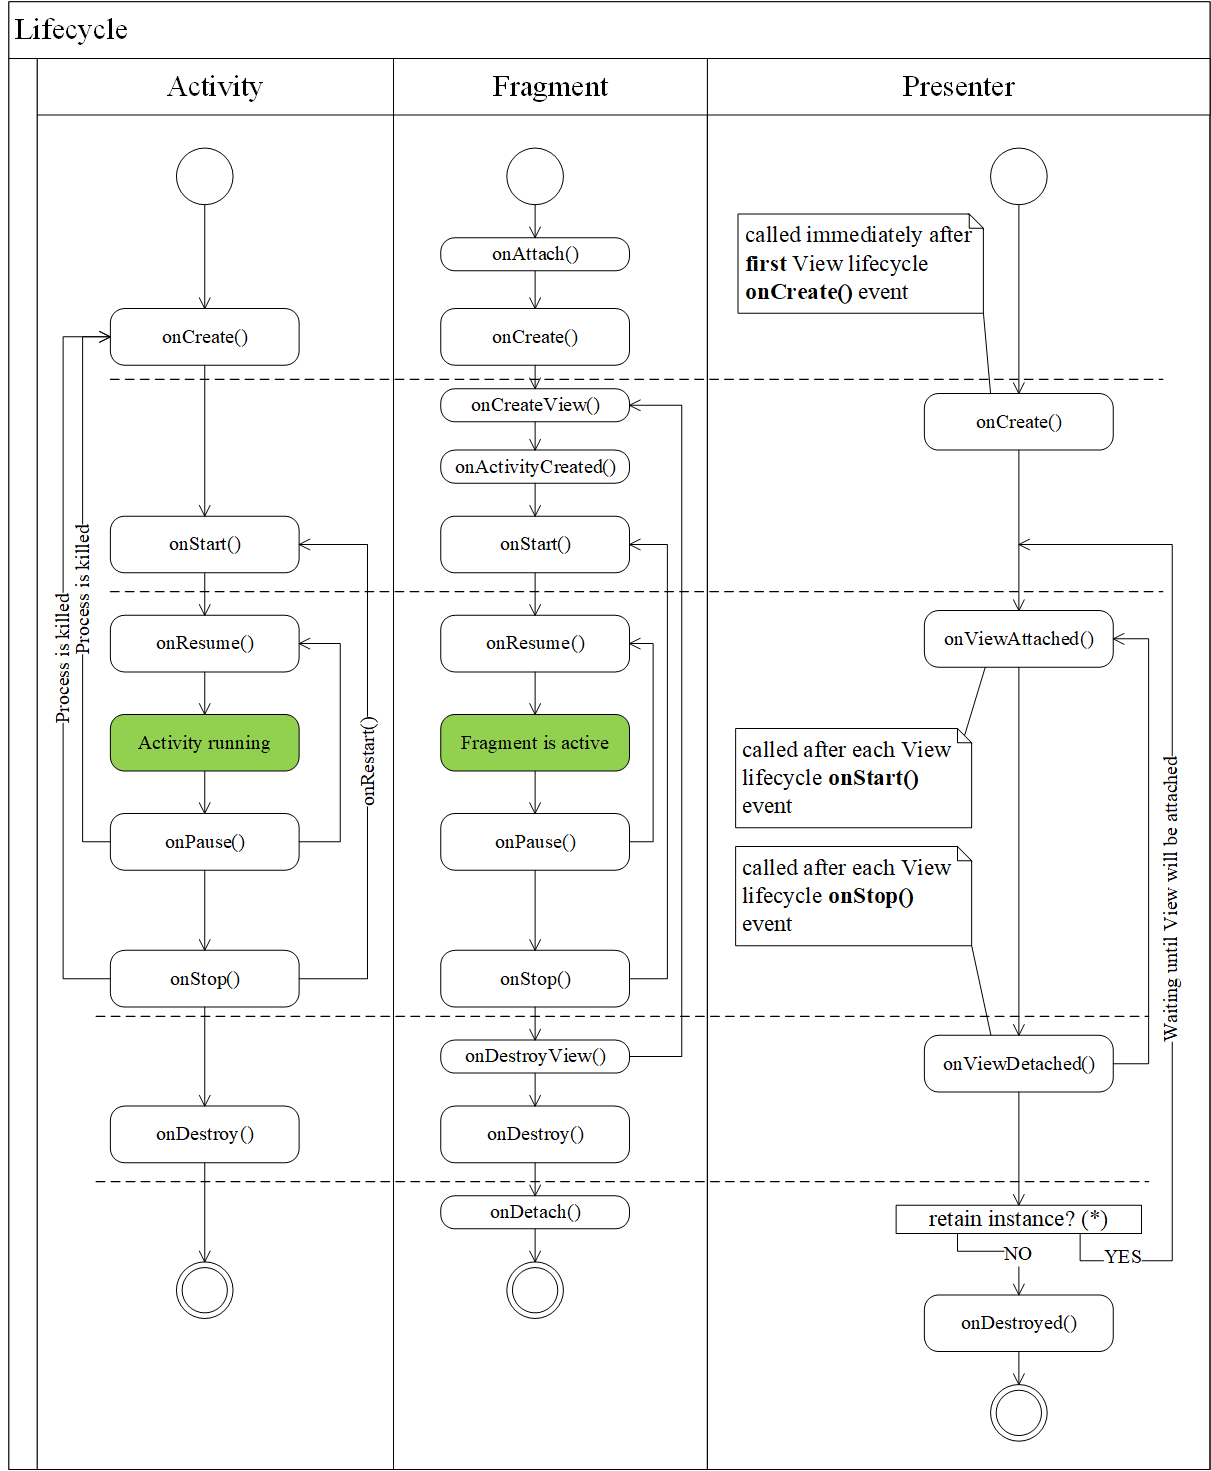 Lifecycle
Activity
Fragment
Presenter
onCreate()
onStart()
onResume()
Activity running
onPause()
onStop()
onDestroy()
Process is killed
Process is killed
onRestart()
onAttach()
onCreate()
onCreateView()
onActivityCreated()
onStart()
onResume()
Fragment is active
onPause()
onStop()
onDestroyView()
onDestroy()
onDetach()
called immediately after
first View lifecycle
onCreate() event
onCreate()
onViewAttached()
called after each View
lifecycle onStart()
event
called after each View
lifecycle onStop()
event
onViewDetached()
Waiting until View will be attached
retain instance? (*)
NO
YES
onDestroyed()